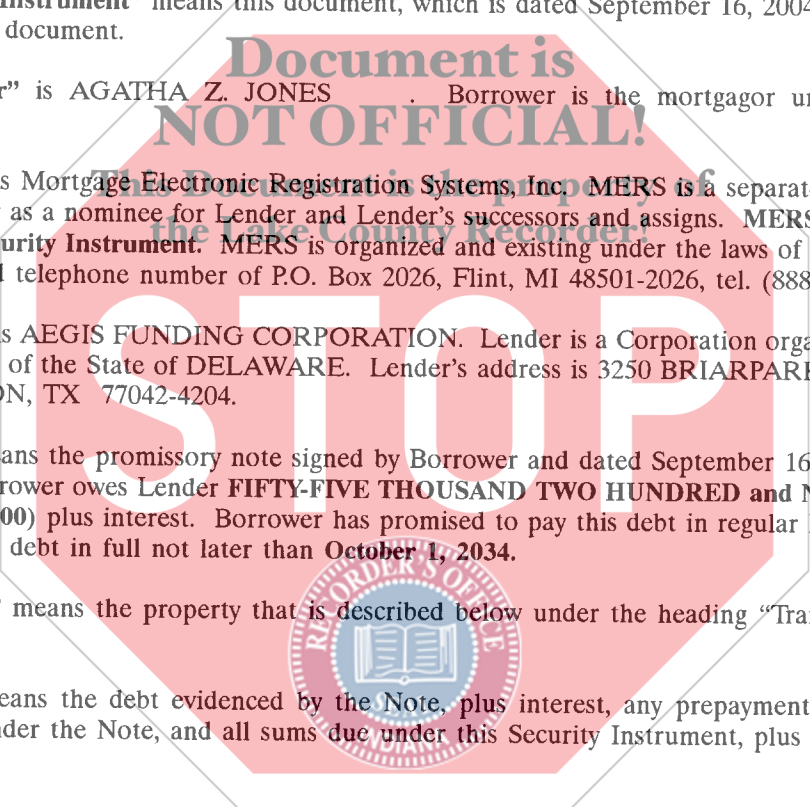 Instrument" means this document, which is dated September 16, 2004
document.
Document is
r" is AGATHA Z. JONES . Borrower is the mortgagor un
NOT OFFICIAL!
This Document is the property of
s Mortgage Electronic Registration Systems, Inc. MERS is a separat
as a nominee for Lender and Lender's successors and assigns. MERS
the Lake County Recorder!
urity Instrument. MERS is organized and existing under the laws of
telephone number of P.O. Box 2026, Flint, MI 48501-2026, tel. (888
STOP
s AEGIS FUNDING CORPORATION. Lender is a Corporation orga
of the State of DELAWARE. Lender's address is 3250 BRIARPARK
ON, TX 77042-4204.
ans the promissory note signed by Borrower and dated September 16
rower owes Lender FIFTY-FIVE THOUSAND TWO HUNDRED and N
00) plus interest. Borrower has promised to pay this debt in regular
debt in full not later than October 1, 2034.
RECORDER'S OFFICE
" means the property that is described below under the heading "Tra
eans the debt evidenced by the Note, plus interest, any prepayment
SEAL
der the Note, and all sums due under this Security Instrument, plus
INDIANA